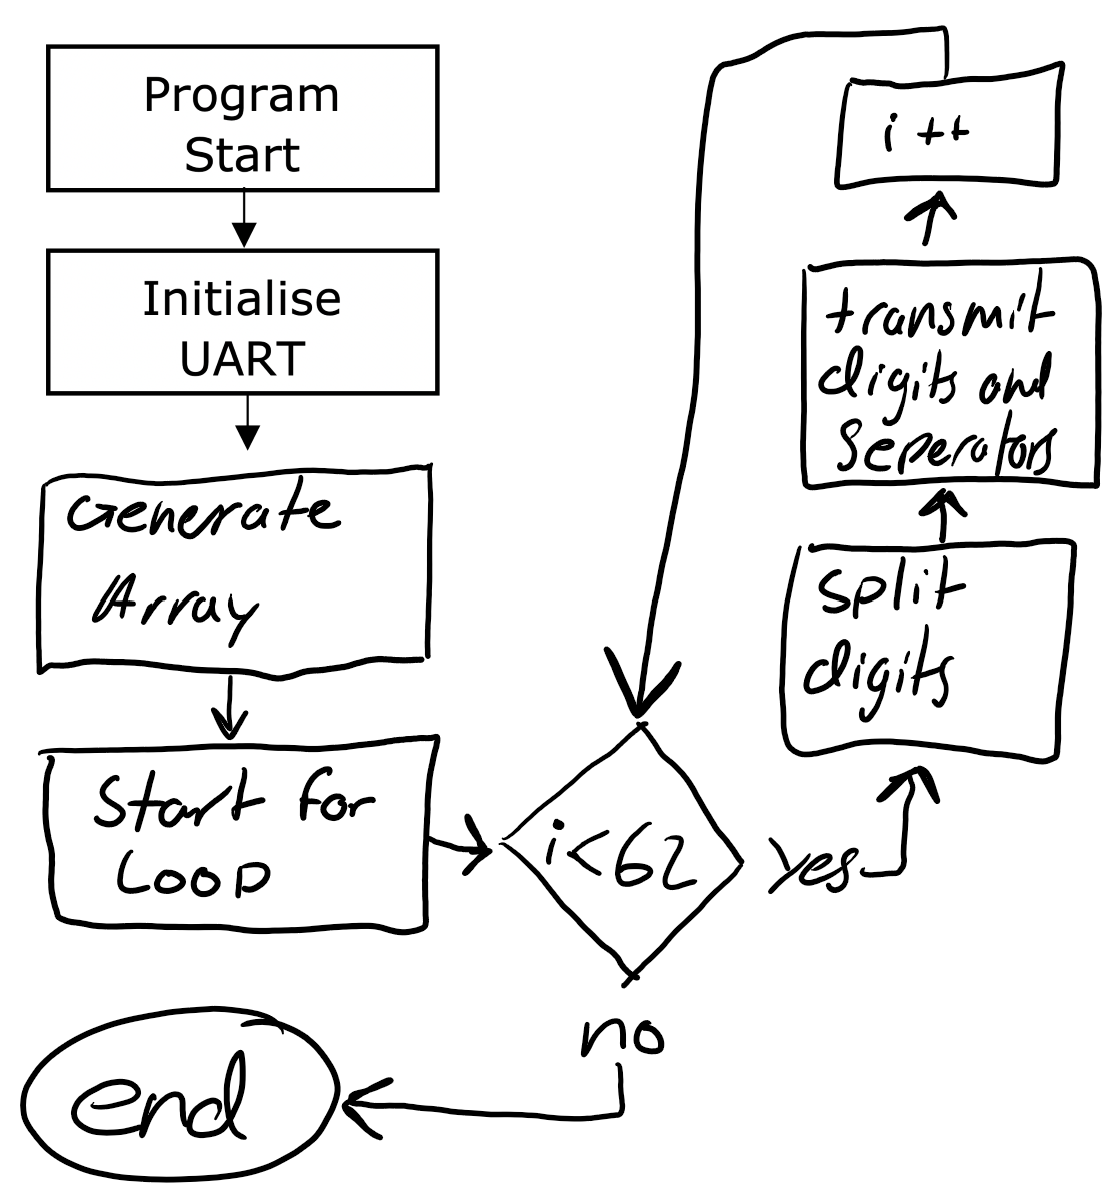 Program
Start
Initialise
UART
Generate
Array
Start for
Loop
i<62
yes
split
digits
transmit
digits and
seperators
i ++
no
end